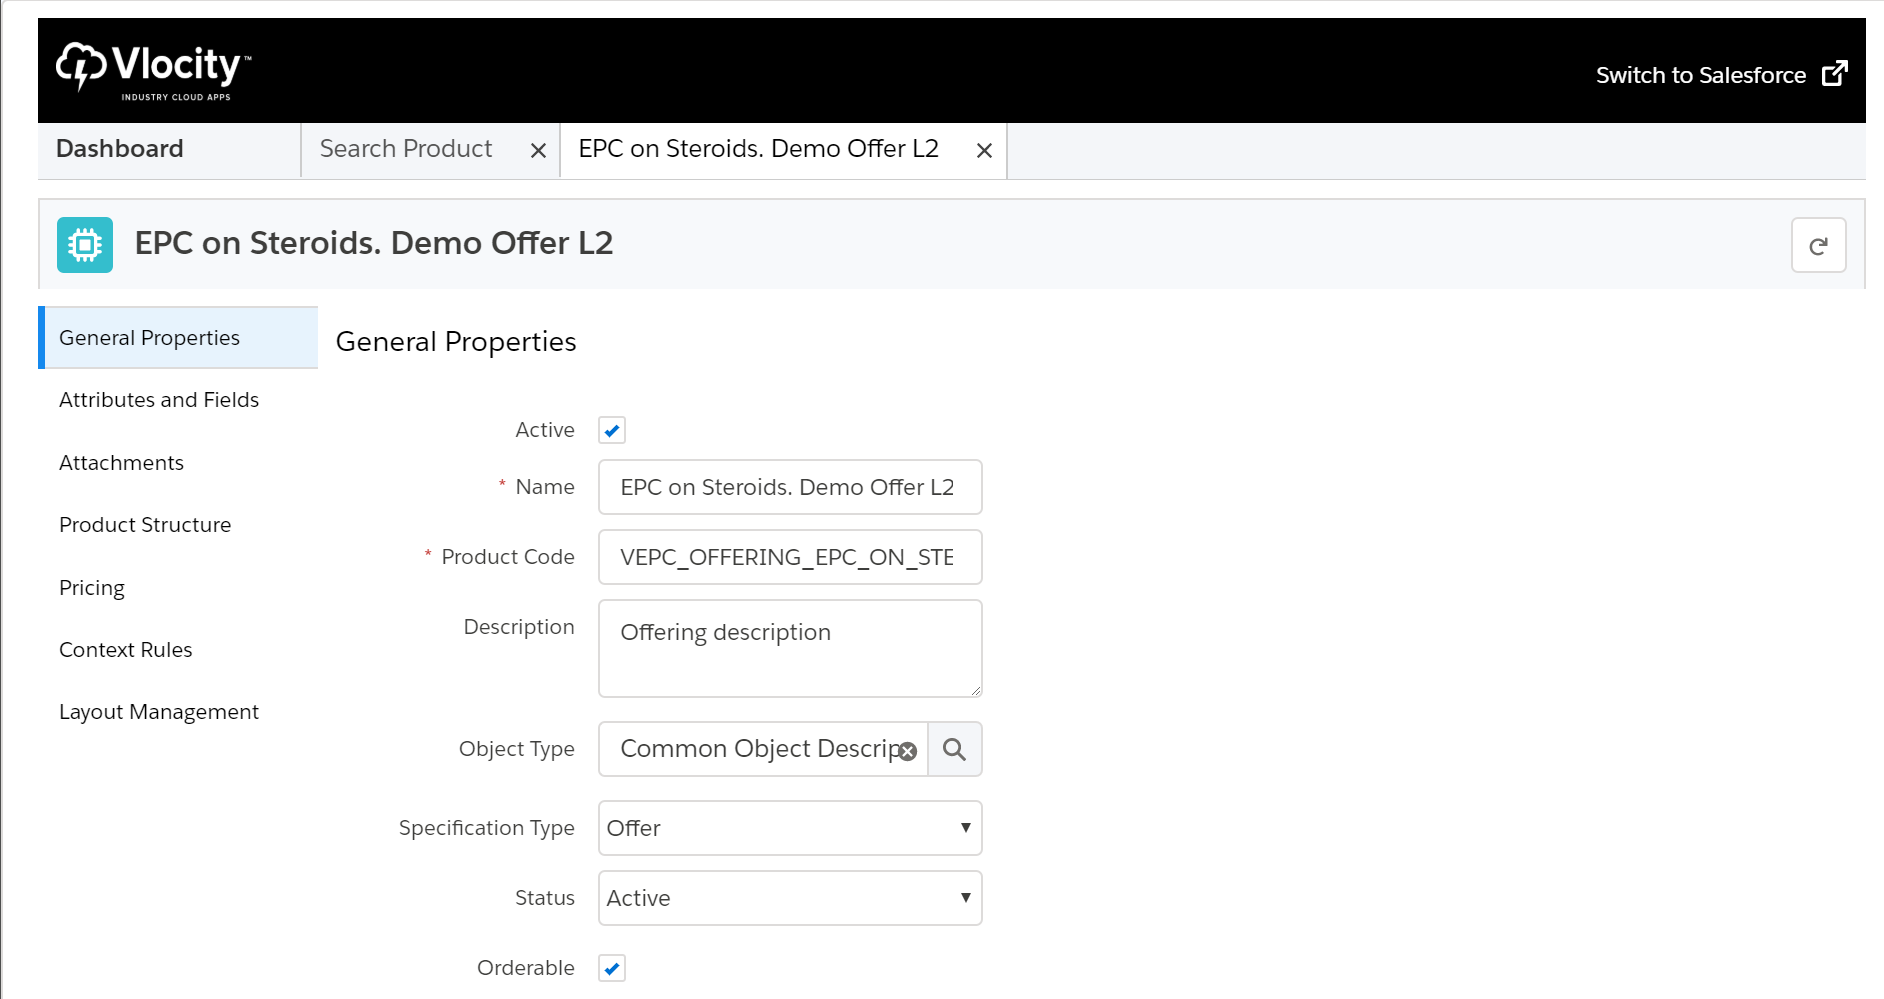 Vlocity™
INDUSTRY CLOUD APPS
Switch to Salesforce
Dashboard
Search Product
EPC on Steroids. Demo Offer L2
EPC on Steroids. Demo Offer L2
General Properties
Attributes and Fields
Attachments
Product Structure
Pricing
Context Rules
Layout Management
General Properties
Active
* Name EPC on Steroids. Demo Offer L2
* Product Code VEPC_OFFERING_EPC_ON_STE
Description Offering description
Object Type Common Object Descrip
Specification Type Offer
Status Active
Orderable